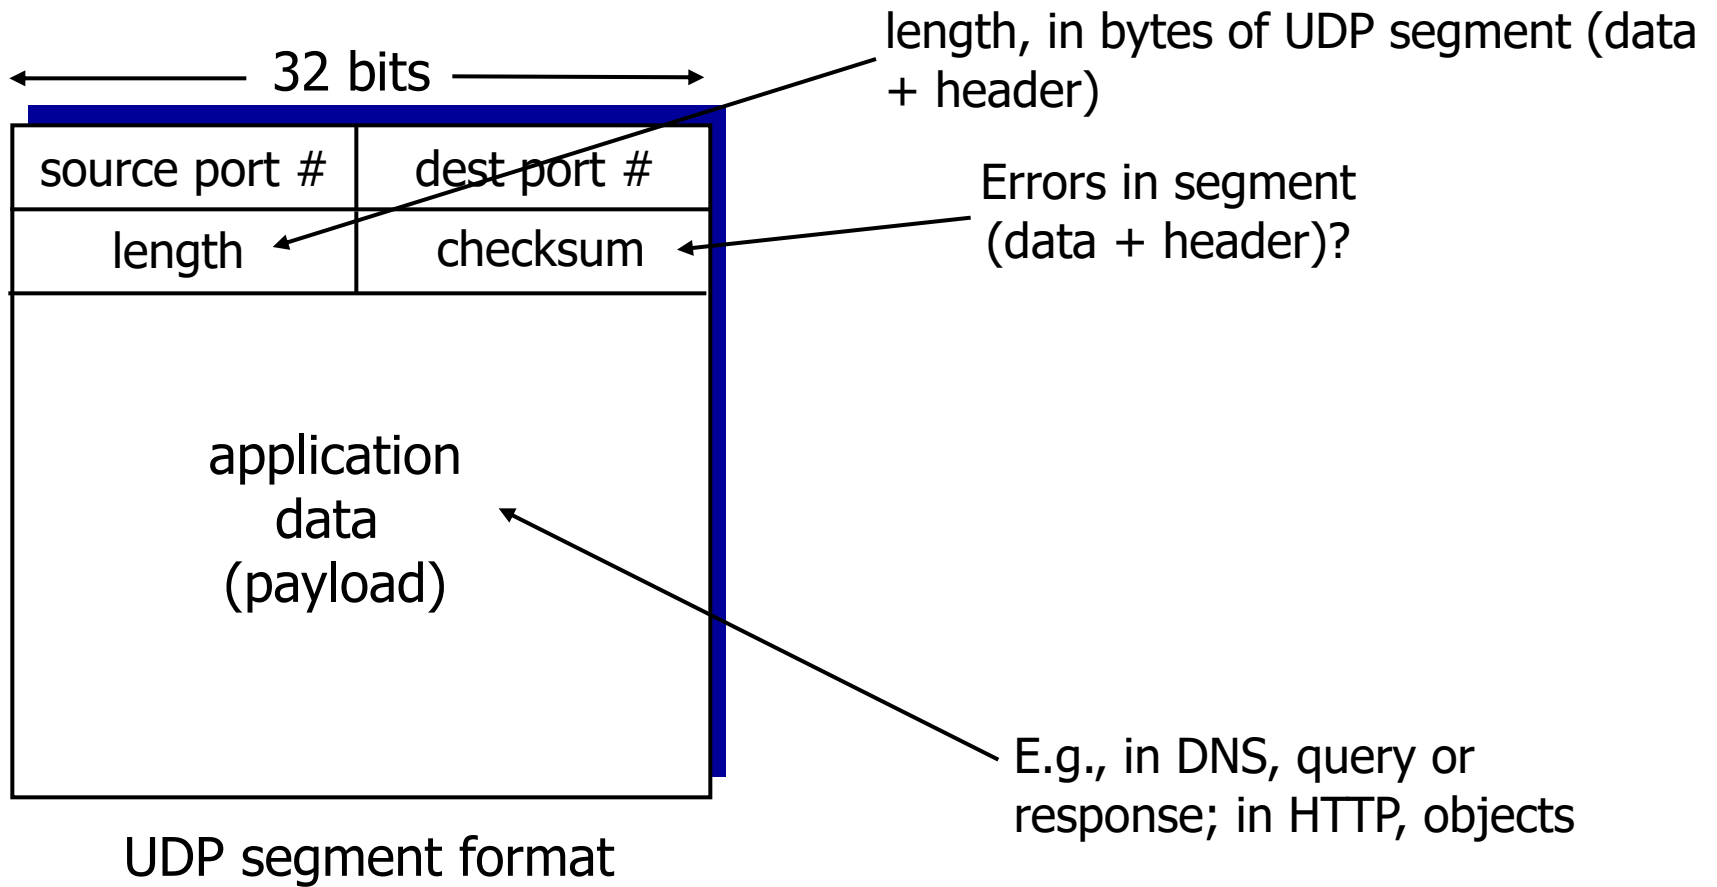 length, in bytes of UDP segment (data
+ header)
32 bits
source port #
dest port #
Errors in segment
(data + header)?
length
checksum
application
data
(payload)
E.g., in DNS, query or
response; in HTTP, objects
UDP segment format